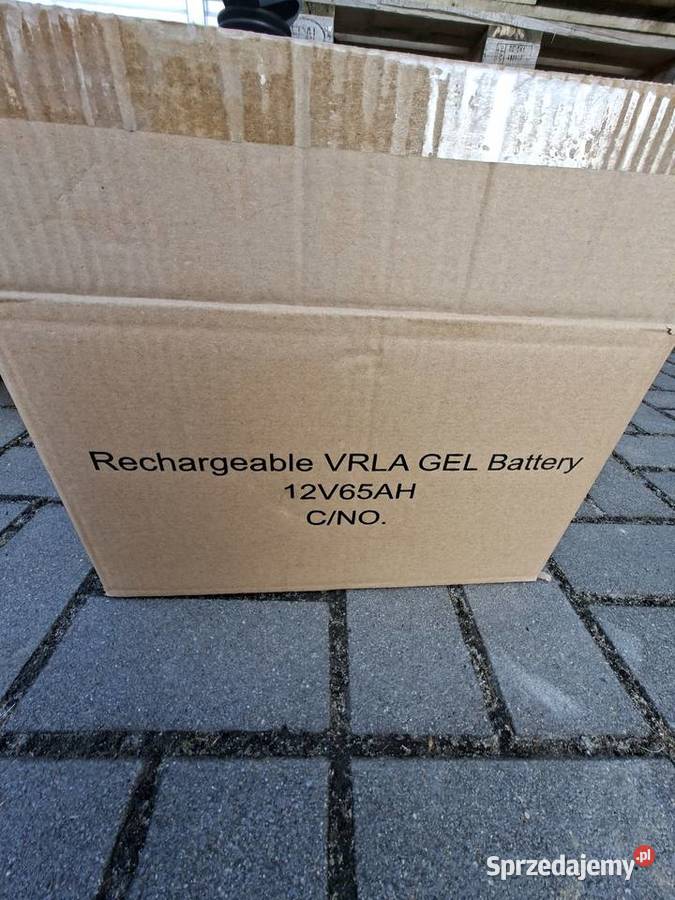 Rechargeable VRLA GEL Battery
12V65AH
C/NO.
Sprzedajemy.pl